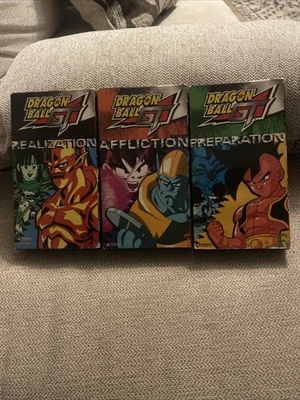 DRAGON BALL GT
REALIZATION
DRAGON BALL GT
AFFLICTION
DRAGON BALL GT
PREPARATION